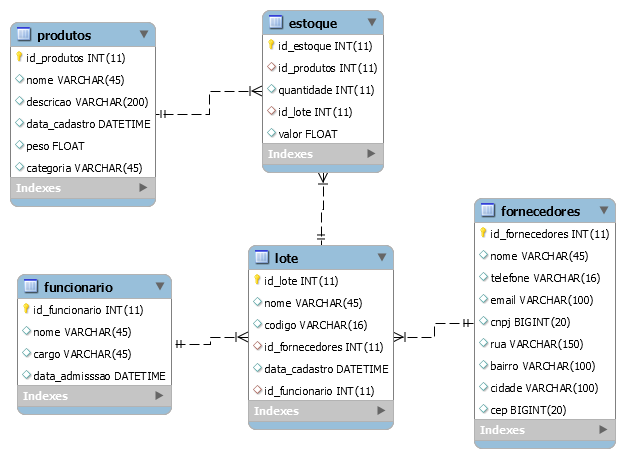 produtos
id_produtos INT(11)
nome VARCHAR(45)
descricao VARCHAR(200)
data_cadastro DATETIME
peso FLOAT
categoria VARCHAR(45)
Indexes
estoque
id_estoque INT(11)
id_produtos INT(11)
quantidade INT(11)
id_lote INT(11)
valor FLOAT
Indexes
funcionario
id_funcionario INT(11)
nome VARCHAR(45)
cargo VARCHAR(45)
data_admisssao DATETIME
Indexes
lote
id_lote INT(11)
nome VARCHAR(45)
codigo VARCHAR(16)
id_fornecedores INT(11)
data_cadastro DATETIME
id_funcionario INT(11)
Indexes
fornecedores
id_fornecedores INT(11)
nome VARCHAR(45)
telefone VARCHAR(16)
email VARCHAR(100)
cnpj BIGINT(20)
rua VARCHAR(150)
bairro VARCHAR(100)
cidade VARCHAR(100)
cep BIGINT(20)
Indexes